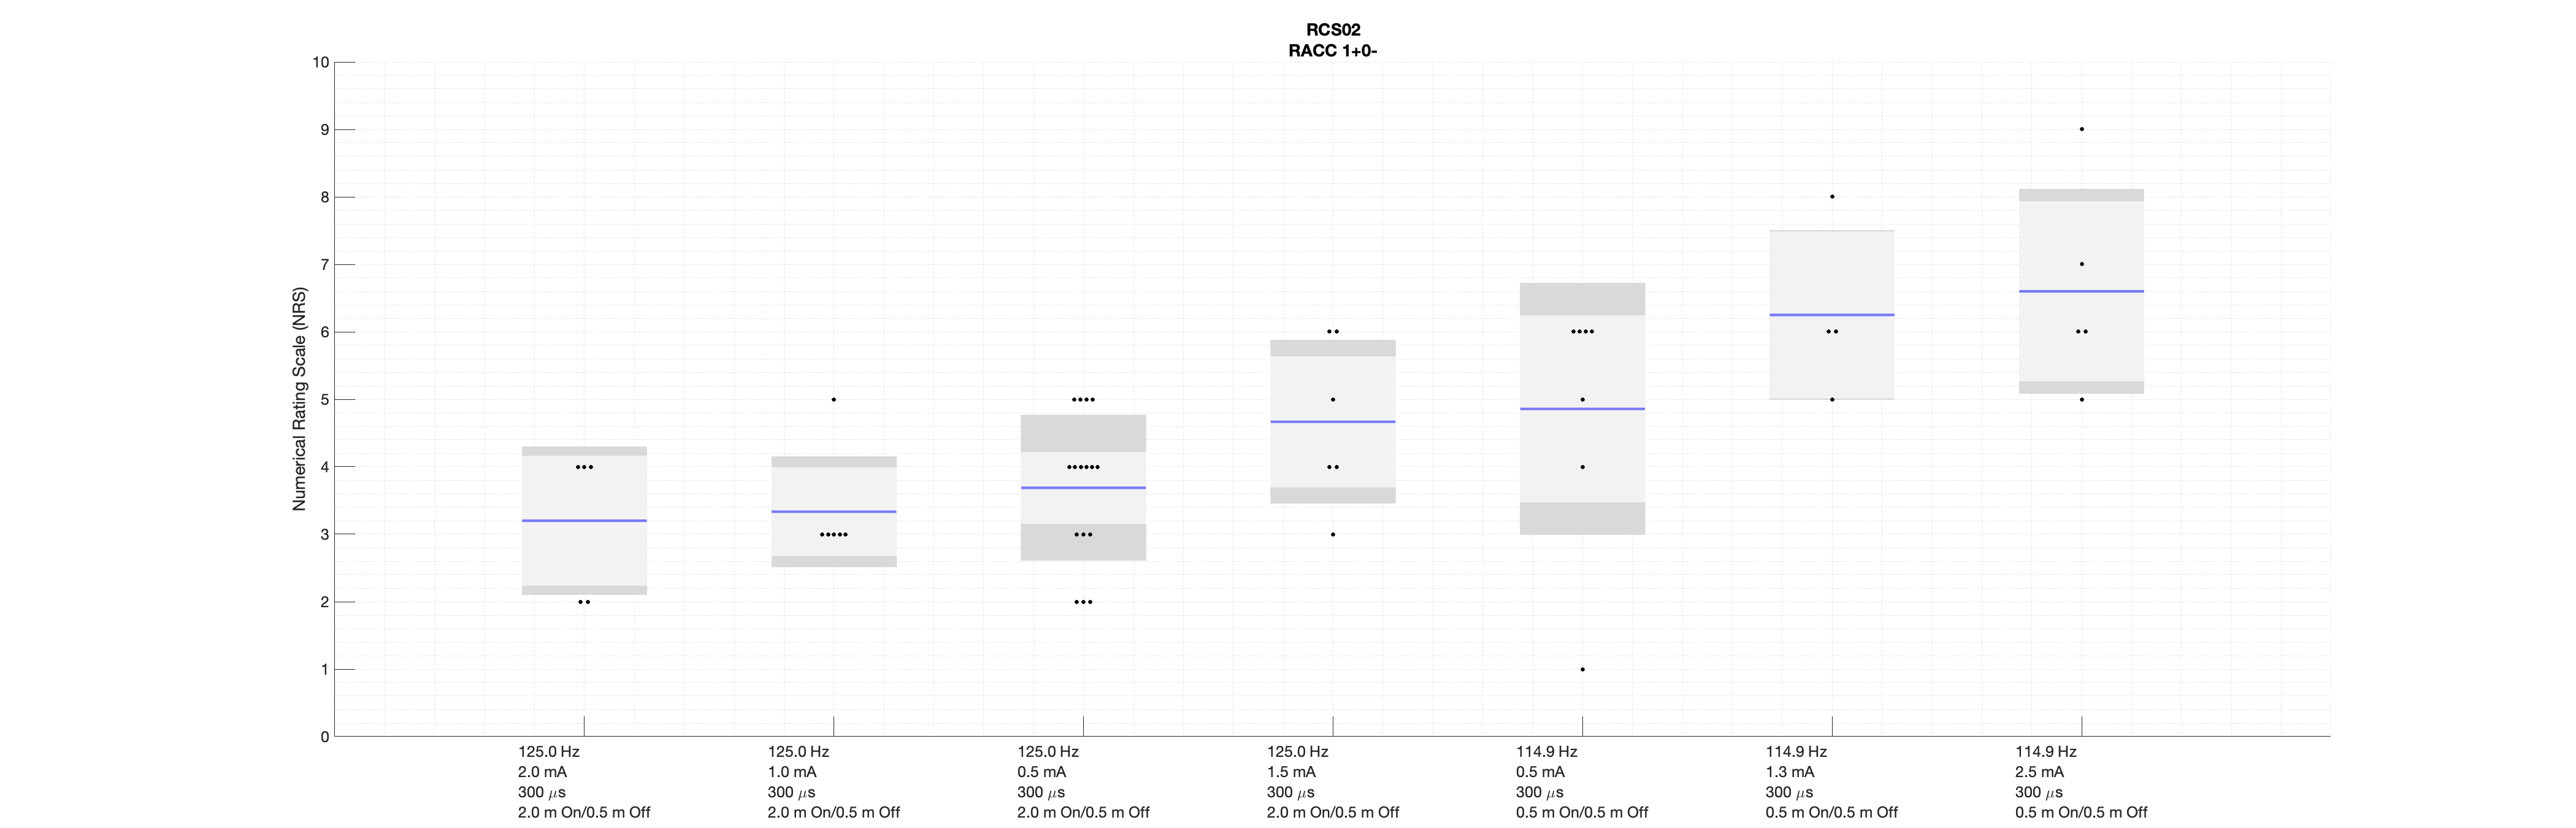 RCS02
RACC 1+0-
10
9
8
7
6
5
4
3
2
1
0
Numerical Rating Scale (NRS)
125.0 Hz
2.0 mA
300 μs
2.0 m On/0.5 m Off
125.0 Hz
1.0 mA
300 μs
2.0 m On/0.5 m Off
125.0 Hz
0.5 mA
300 μs
2.0 m On/0.5 m Off
125.0 Hz
1.5 mA
300 μs
2.0 m On/0.5 m Off
114.9 Hz
0.5 mA
300 μs
0.5 m On/0.5 m Off
114.9 Hz
1.3 mA
300 μs
0.5 m On/0.5 m Off
114.9 Hz
2.5 mA
300 μs
0.5 m On/0.5 m Off